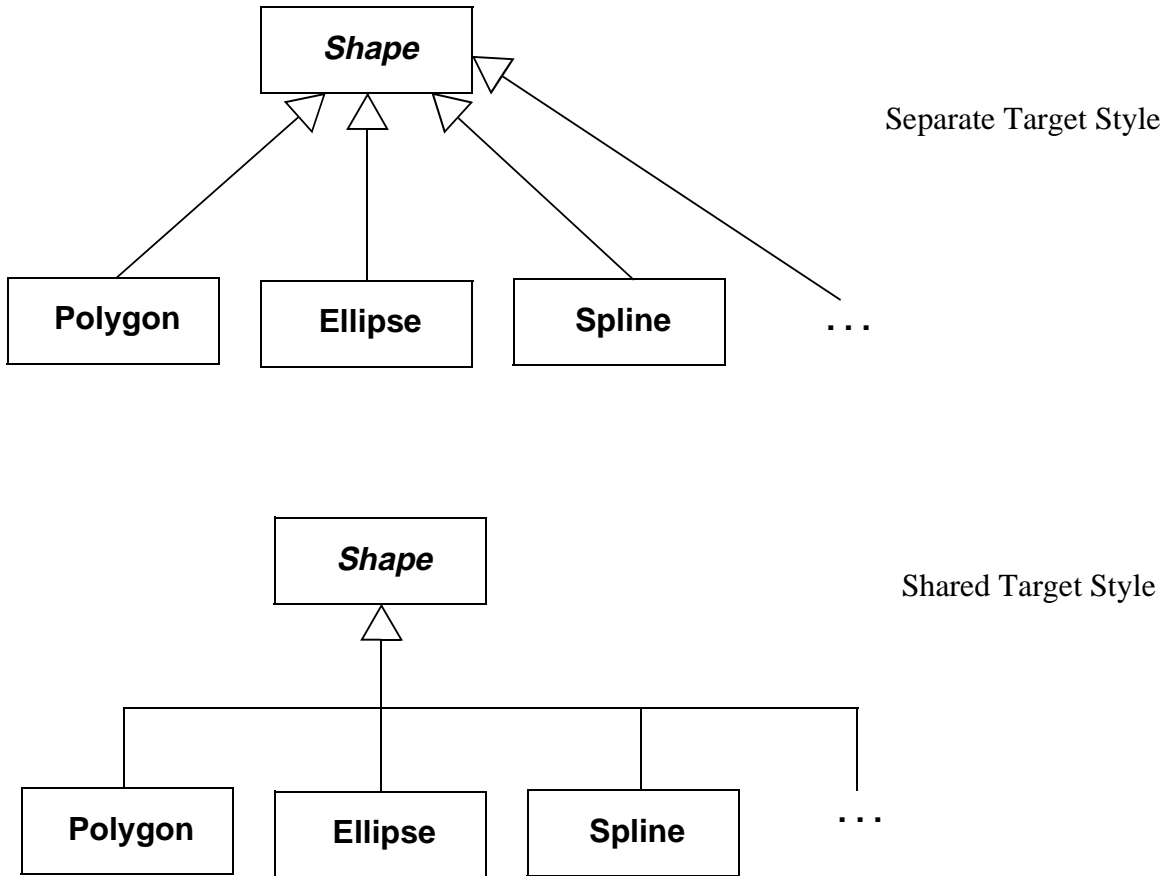 Shape
Separate Target Style
Polygon
Ellipse
Spline
. . .
Shape
Shared Target Style
Polygon
Ellipse
Spline
. . .